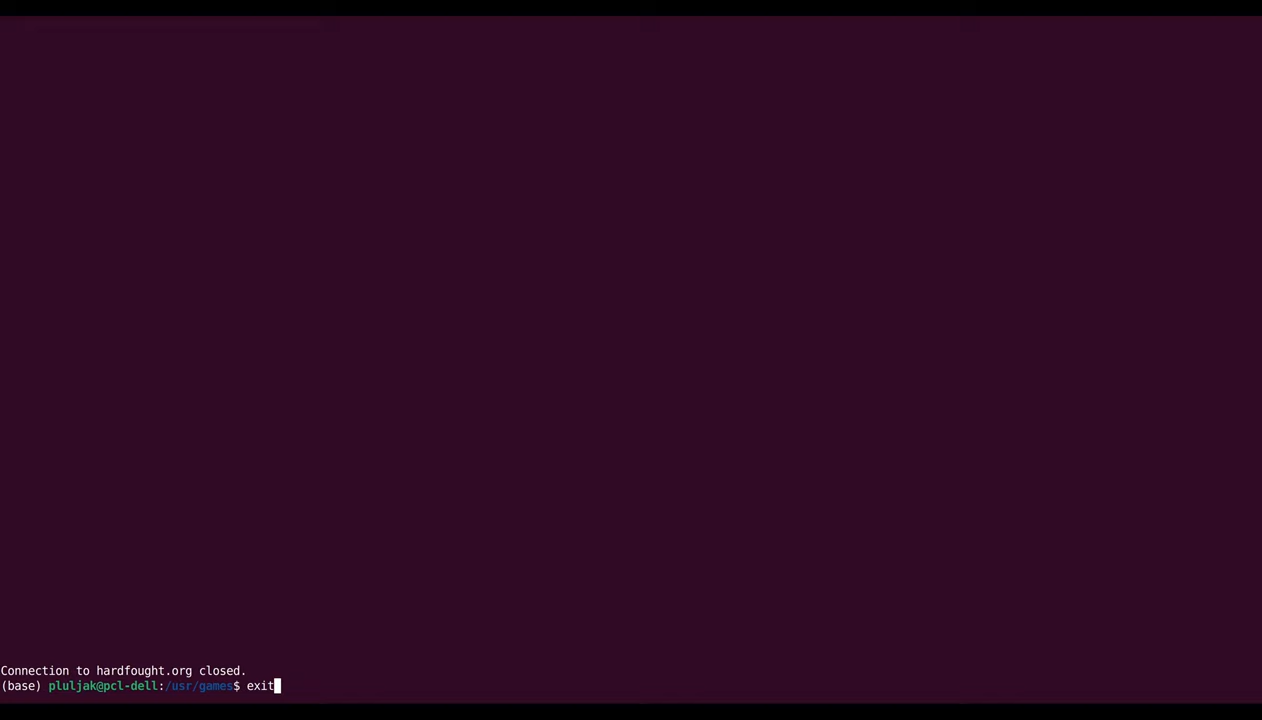 Connection to hardfought.org closed.
(base) pluljak@pcl-dell:/usr/games$ exit